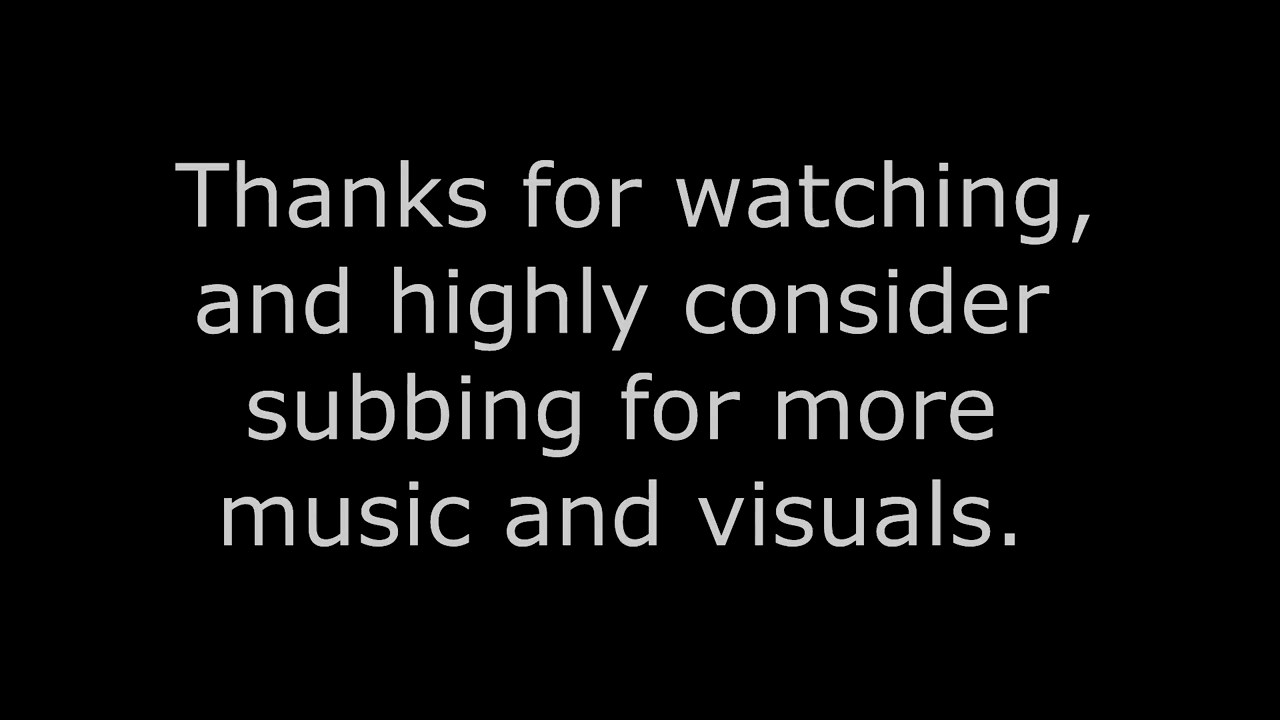 Thanks for watching,
and highly consider
subbing for more
music and visuals.